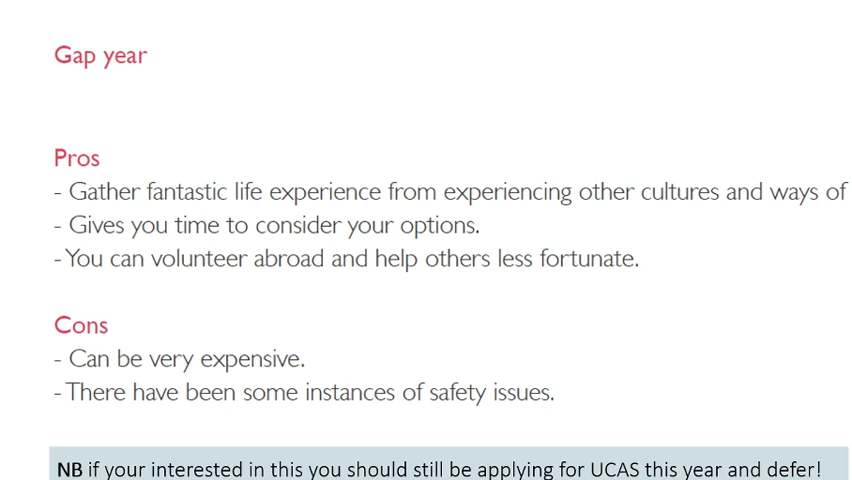 Gap year
Pros
- Gather fantastic life experience from experiencing other cultures and ways of
- Gives you time to consider your options.
- You can volunteer abroad and help others less fortunate.
Cons
- Can be very expensive.
- There have been some instances of safety issues.
NB if your interested in this you should still be applying for UCAS this year and defer!